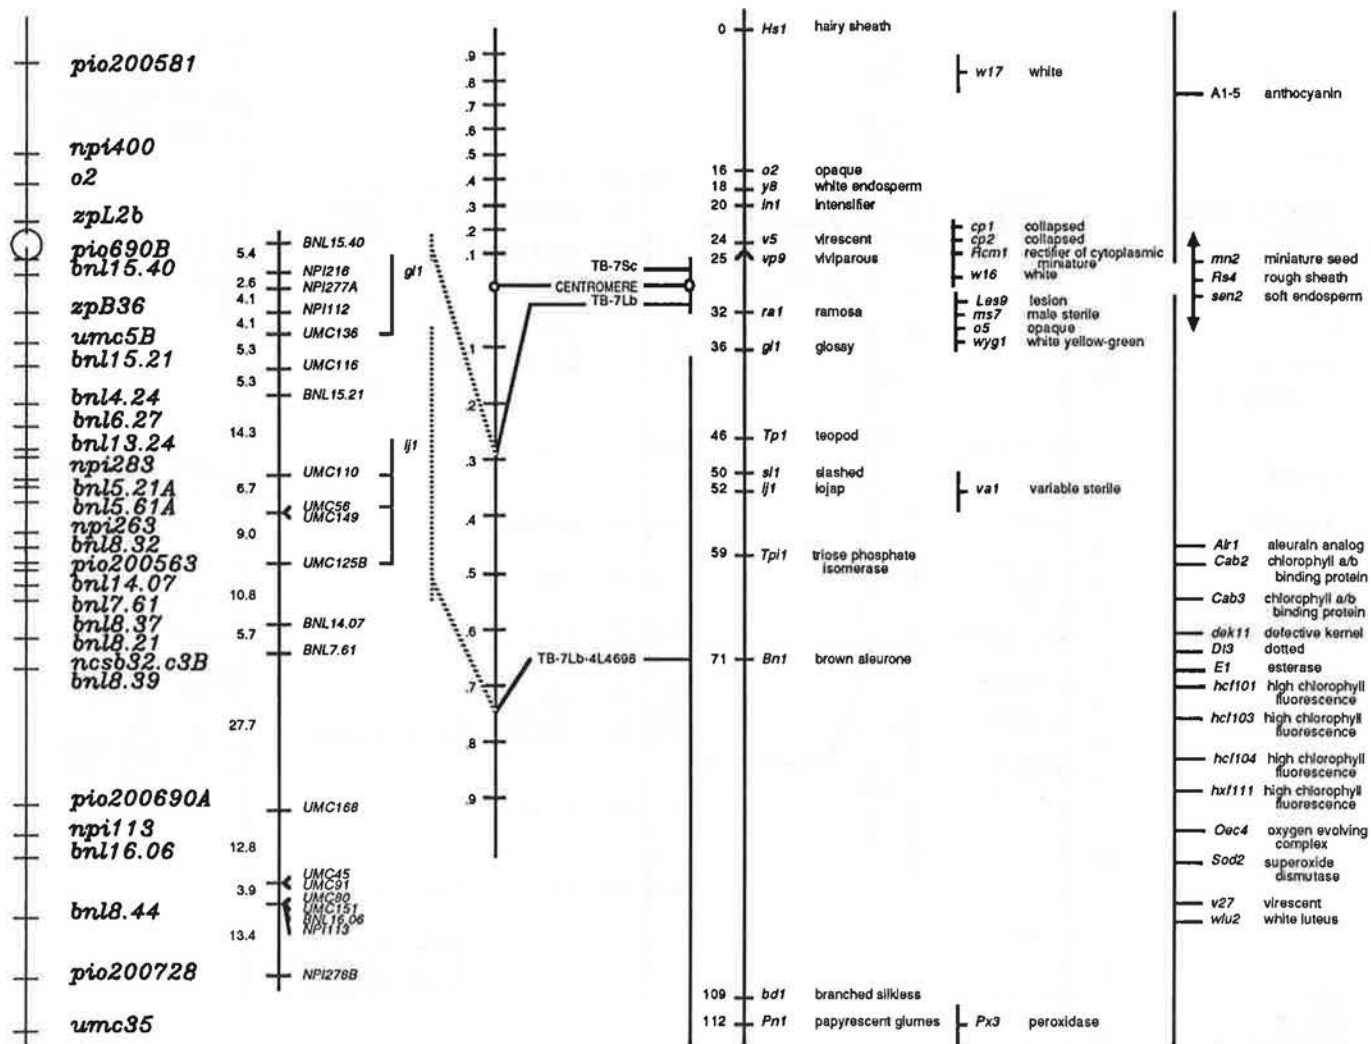 pio200581
npi400
o2
zpL2b
pio690B
bnl15.40
zpB36
umc5B
bnl15.21
bnl4.24
bnl6.27
bnl13.24
npi283
bnl5.21A
bnl5.61A
npi263
bnl8.32
pio200563
bnl14.07
bnl7.61
bnl8.37
bnl8.21
ncsb32.c3B
bnl8.39
pio200690A
npi113
bnl16.06
bnl8.44
pio200728
umc35
5.4
2.6
4.1
4.1
5.3
5.3
14.3
6.7
9.0
10.8
5.7
27.7
12.8
3.9
13.4
BNL15.40
NPI216
NPI277A
NPI112
UMC136
UMC116
BNL15.21
UMC110
UMC56
UMC149
UMC125B
BNL14.07
BNL7.61
UMC168
UMC45
UMC91
UMC80
UMC151
BNL16.06
NPI113
NPI276B
gl1
ij1
.9
.8
.7
.6
.5
.4
.3
.2
.1
.1
.2
.3
.4
.5
.6
.7
.8
.9
TB-7Sc
CENTROMERE
TB-7Lb
TB-7Lb-4L4698
0 Hs1 hairy sheath
16 o2 opaque
18 y8 white endosperm
20 in1 intensifier
24 v5 virescent
25 vp9 viviparous
32 ra1 ramosa
36 gl1 glossy
46 Tp1 teopod
50 sl1 slashed
52 ij1 iojap
59 Tpi1 triose phosphate
isomerase
71 Bn1 brown aleurone
109 bd1 branched silkless
112 Pn1 papyrescent glumes
w17 white
cp1 collapsed
cp2 collapsed
Rcm1 rectifier of cytoplasmic
miniature
w16 white
Les9 lesion
ms7 male sterile
o5 opaque
wyg1 white yellow-green
va1 variable sterile
Px3 peroxidase
A1-5 anthocyanin
mn2 miniature seed
Rs4 rough sheath
sen2 soft endosperm
Alr1 aleurain analog
Cab2 chlorophyll a/b
binding protein
Cab3 chlorophyll a/b
binding protein
dek11 defective kernel
Dt3 dotted
E1 esterase
hcf101 high chlorophyll
fluorescence
hcf103 high chlorophyll
fluorescence
hcf104 high chlorophyll
fluorescence
hxf111 high chlorophyll
fluorescence
Oec4 oxygen evolving
complex
Sod2 superoxide
dismutase
v27 virescent
wlu2 white luteus